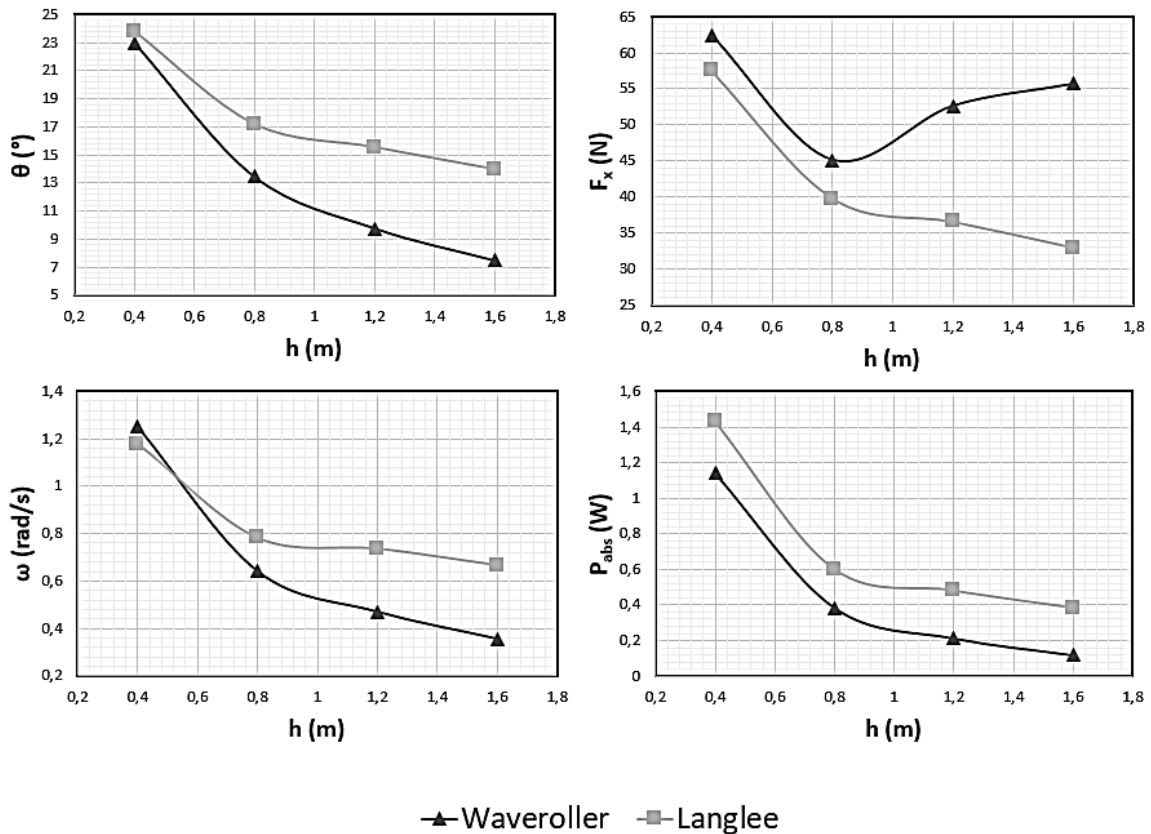 25
23
21
19
17
15
13
11
9
7
5
θ (°)
0,2 0,4 0,6 0,8 1 1,2 1,4 1,6 1,8
h (m)
65
60
55
50
45
40
35
30
25
Fx (N)
0,2 0,4 0,6 0,8 1 1,2 1,4 1,6 1,8
h (m)
1,4
1,2
1
0,8
0,6
0,4
0,2
ω (rad/s)
0,2 0,4 0,6 0,8 1 1,2 1,4 1,6 1,8
h (m)
1,6
1,4
1,2
1
0,8
0,6
0,4
0,2
0
Pabs (W)
0,2 0,4 0,6 0,8 1 1,2 1,4 1,6 1,8
h (m)
Waveroller Langlee